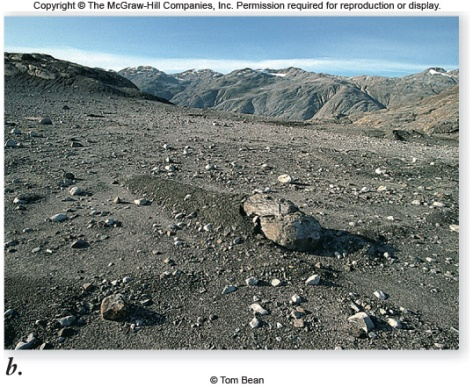 Copyright © The McGraw-Hill Companies, Inc. Permission required for reproduction or display.
b.
© Tom Bean